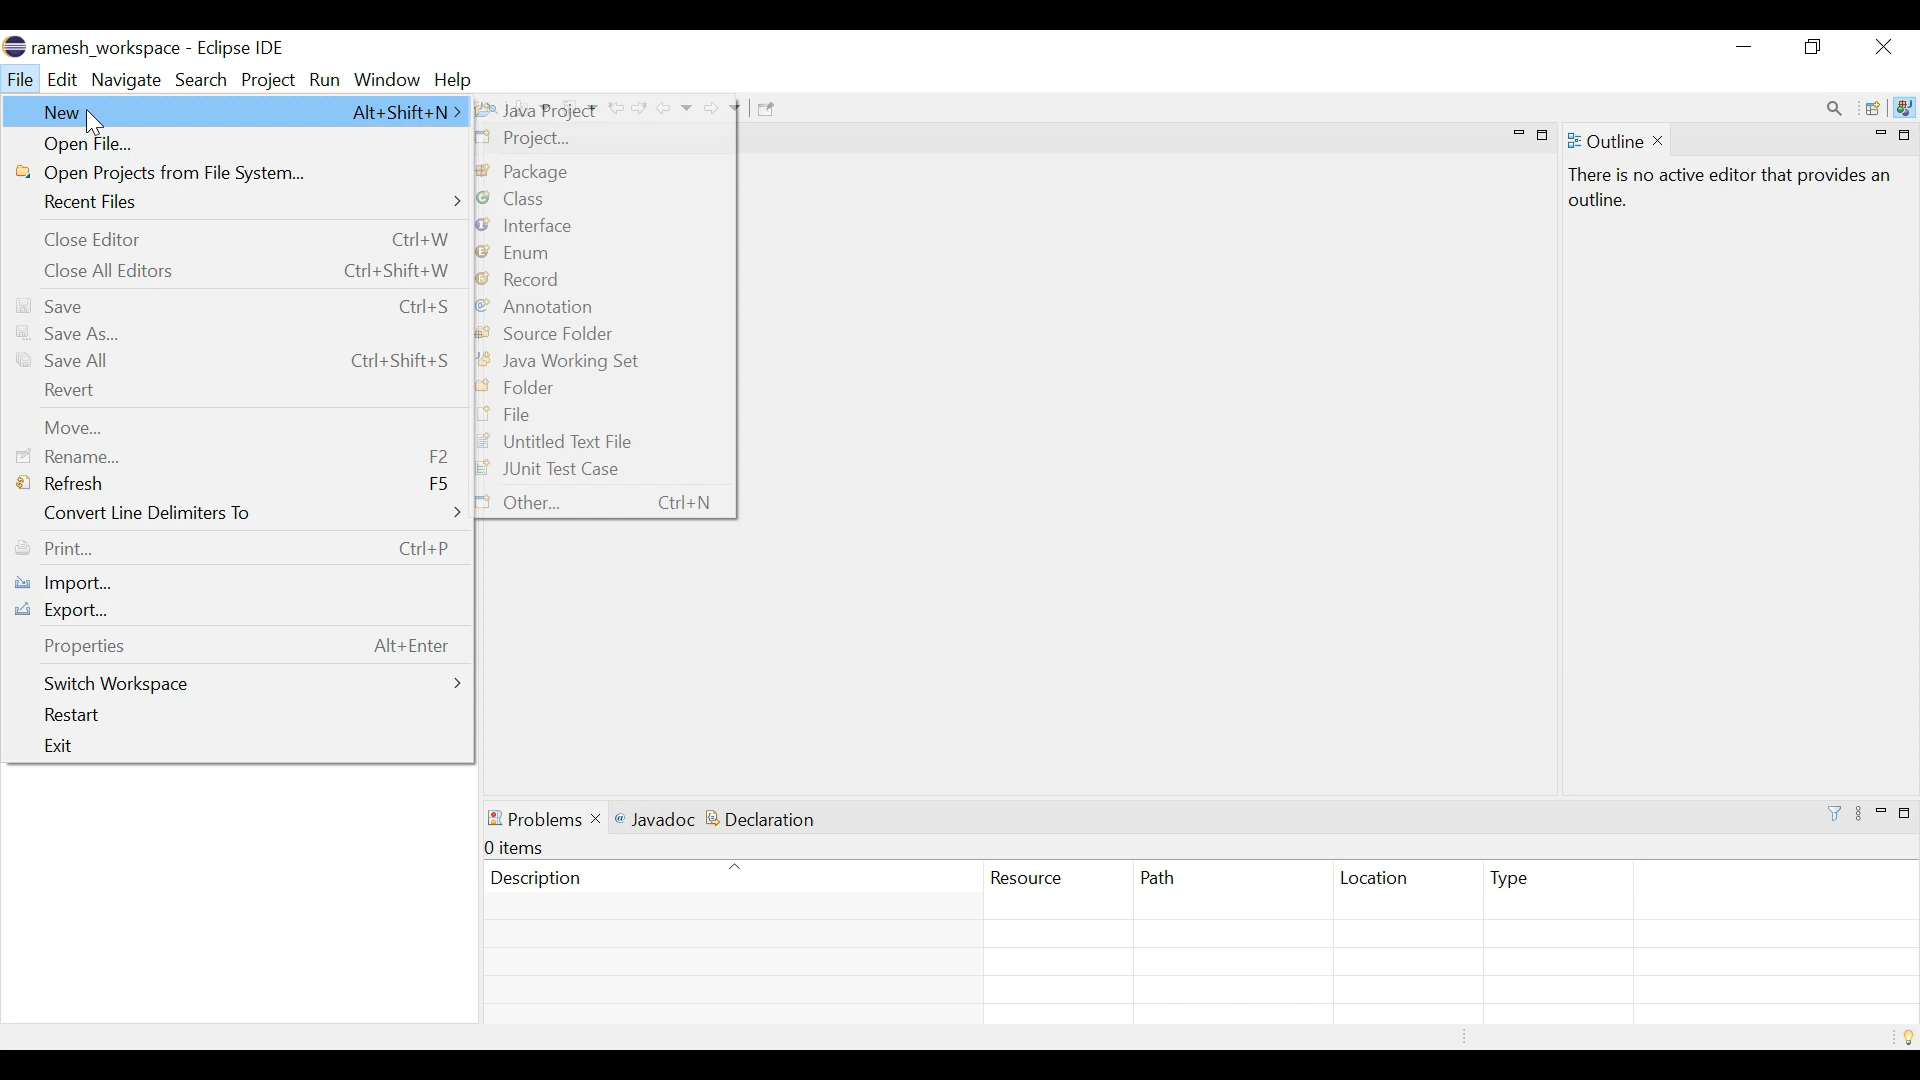 ramesh_workspace - Eclipse IDE
File Edit Navigate Search Project Run Window Help
New Alt+Shift+N
Open File...
Open Projects from File System...
Recent Files
Close Editor Ctrl+W
Close All Editors Ctrl+Shift+W
Save Ctrl+S
Save As...
Save All Ctrl+Shift+S
Revert
Move...
Rename... F2
Refresh F5
Convert Line Delimiters To
Print... Ctrl+P
Import...
Export...
Properties Alt+Enter
Switch Workspace
Restart
Exit
Java Project
Project...
Package
Class
Interface
Enum
Record
Annotation
Source Folder
Java Working Set
Folder
File
Untitled Text File
JUnit Test Case
Other... Ctrl+N
Outline
There is no active editor that provides an
outline.
Problems Javadoc Declaration
0 items
Description Resource Path Location Type